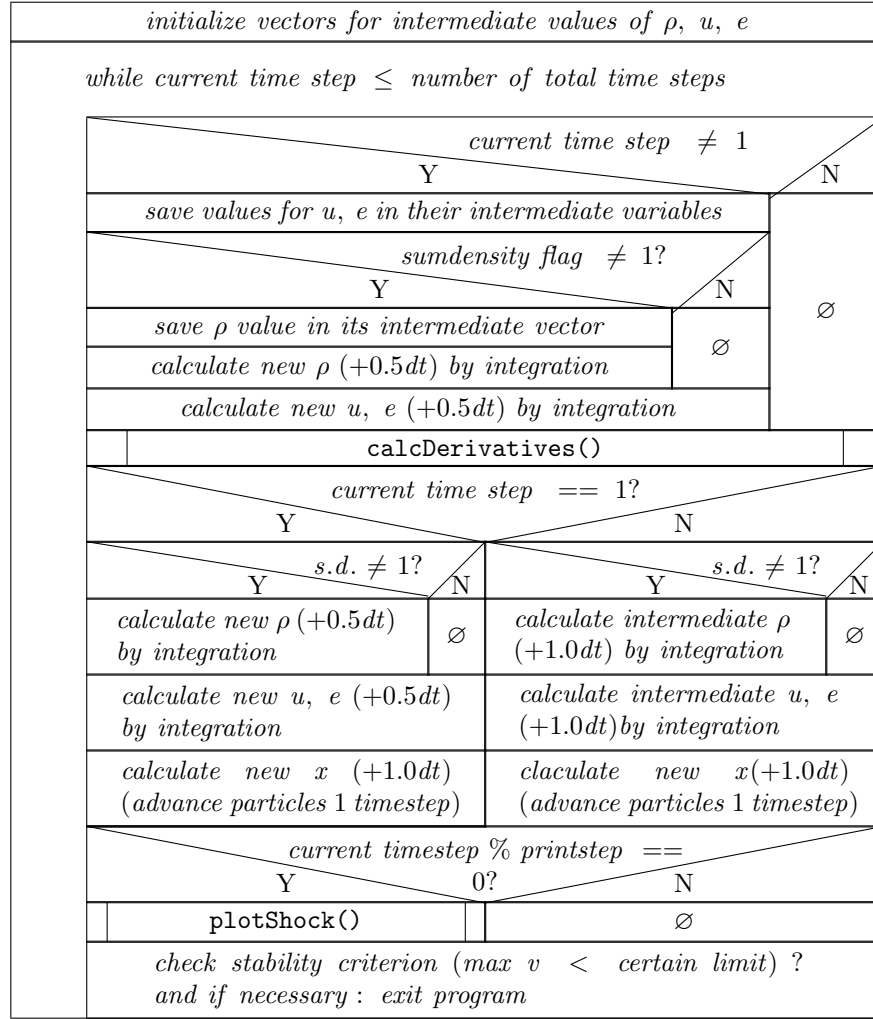 initialize vectors for intermediate values of ρ, u, e
while current time step ≤ number of total time steps
current time step ≠ 1
Y N
save values for u, e in their intermediate variables
sumdensity flag ≠ 1?
Y N
∅
save ρ value in its intermediate vector
∅
calculate new ρ (+0.5dt) by integration
calculate new u, e (+0.5dt) by integration
calcDerivatives()
current time step == 1?
Y N
s.d. ≠ 1? s.d. ≠ 1?
Y N Y N
calculate new ρ (+0.5dt) ∅ calculate intermediate ρ ∅
by integration (+1.0dt) by integration
calculate new u, e (+0.5dt) calculate intermediate u, e
by integration (+1.0dt)by integration
calculate new x (+1.0dt) claculate new x(+1.0dt)
(advance particles 1 timestep) (advance particles 1 timestep)
current timestep % printstep ==
Y 0? N
plotShock() ∅
check stability criterion (max v < certain limit) ?
and if necessary : exit program